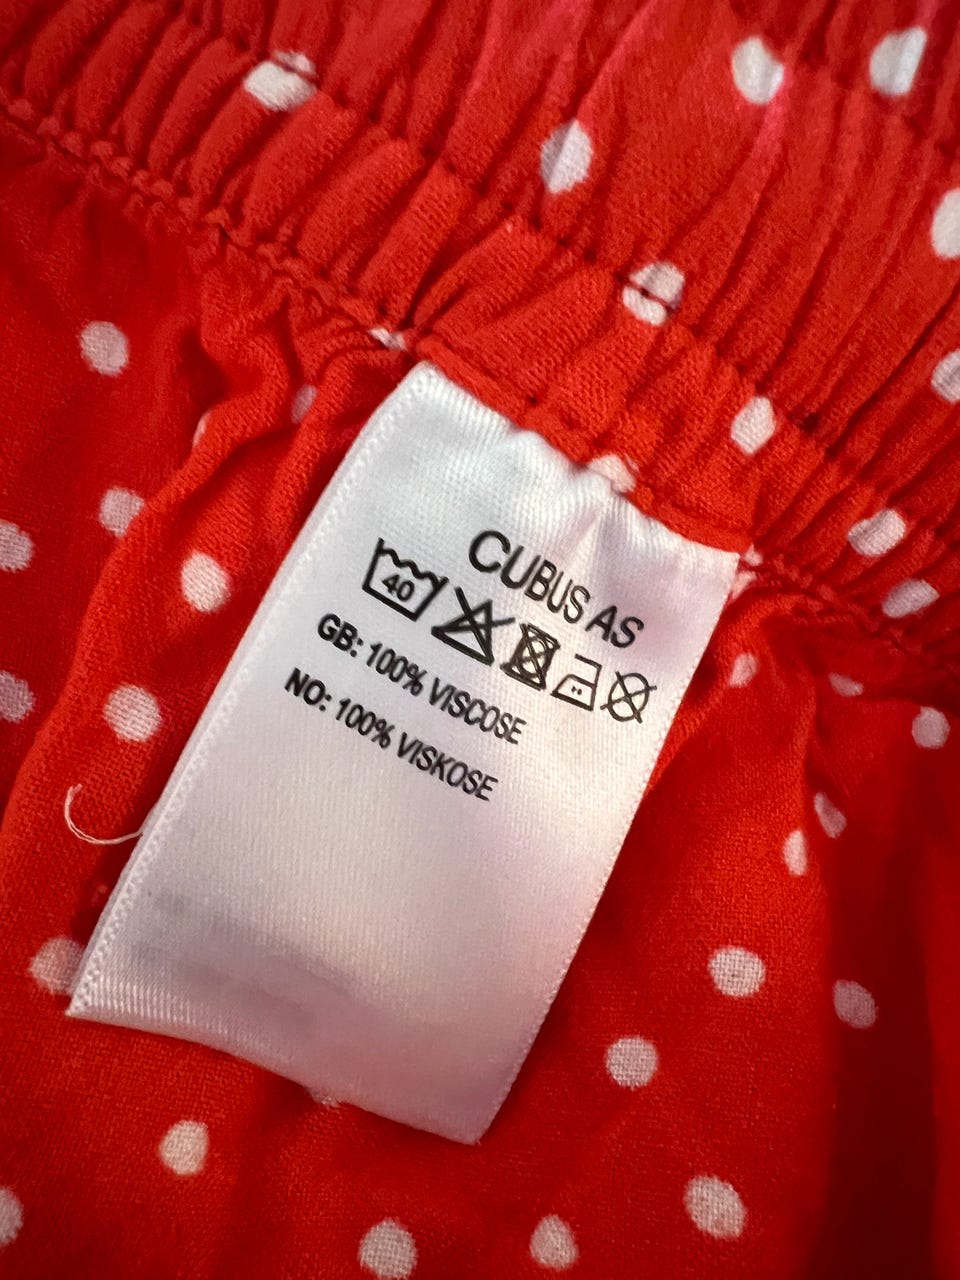 CUBUS AS
40
GB: 100% VISCOSE
NO: 100% VISKOSE